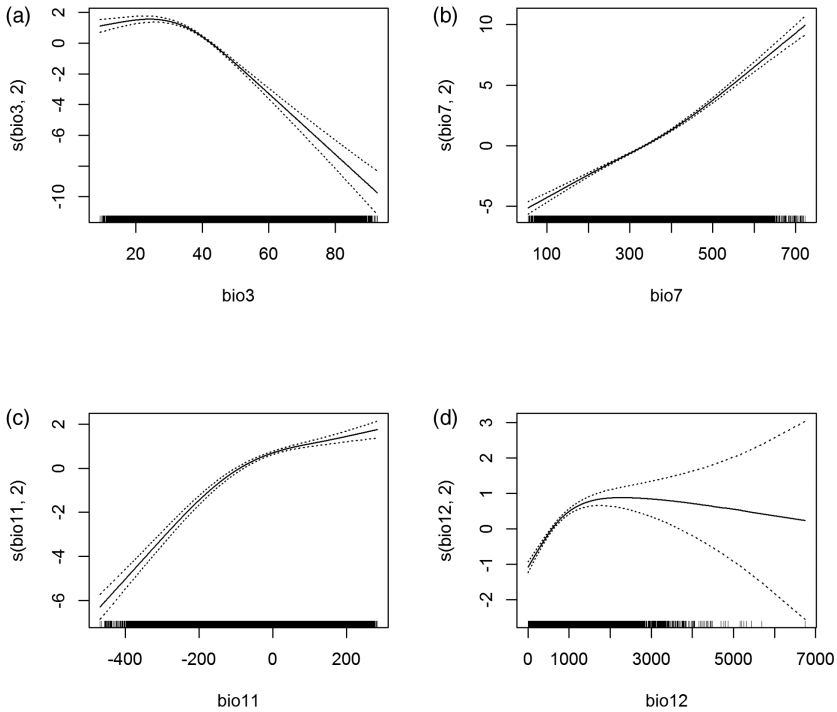 (a)
s(bio3, 2)
2
0
-2
-4
-6
-10
20 40 60 80
bio3
(b)
s(bio7, 2)
10
5
0
-5
100 300 500 700
bio7
(c)
s(bio11, 2)
2
0
-2
-4
-6
-400 -200 0 200
bio11
(d)
s(bio12, 2)
3
2
1
0
-1
-2
0 1000 3000 5000 7000
bio12